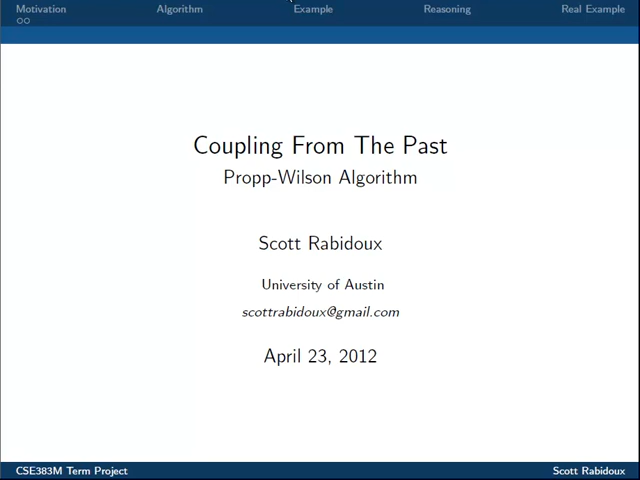 Motivation Algorithm Example Reasoning Real Example
Coupling From The Past
Propp-Wilson Algorithm
Scott Rabidoux
University of Austin
scottrabidoux@gmail.com
April 23, 2012
CSE383M Term Project Scott Rabidoux